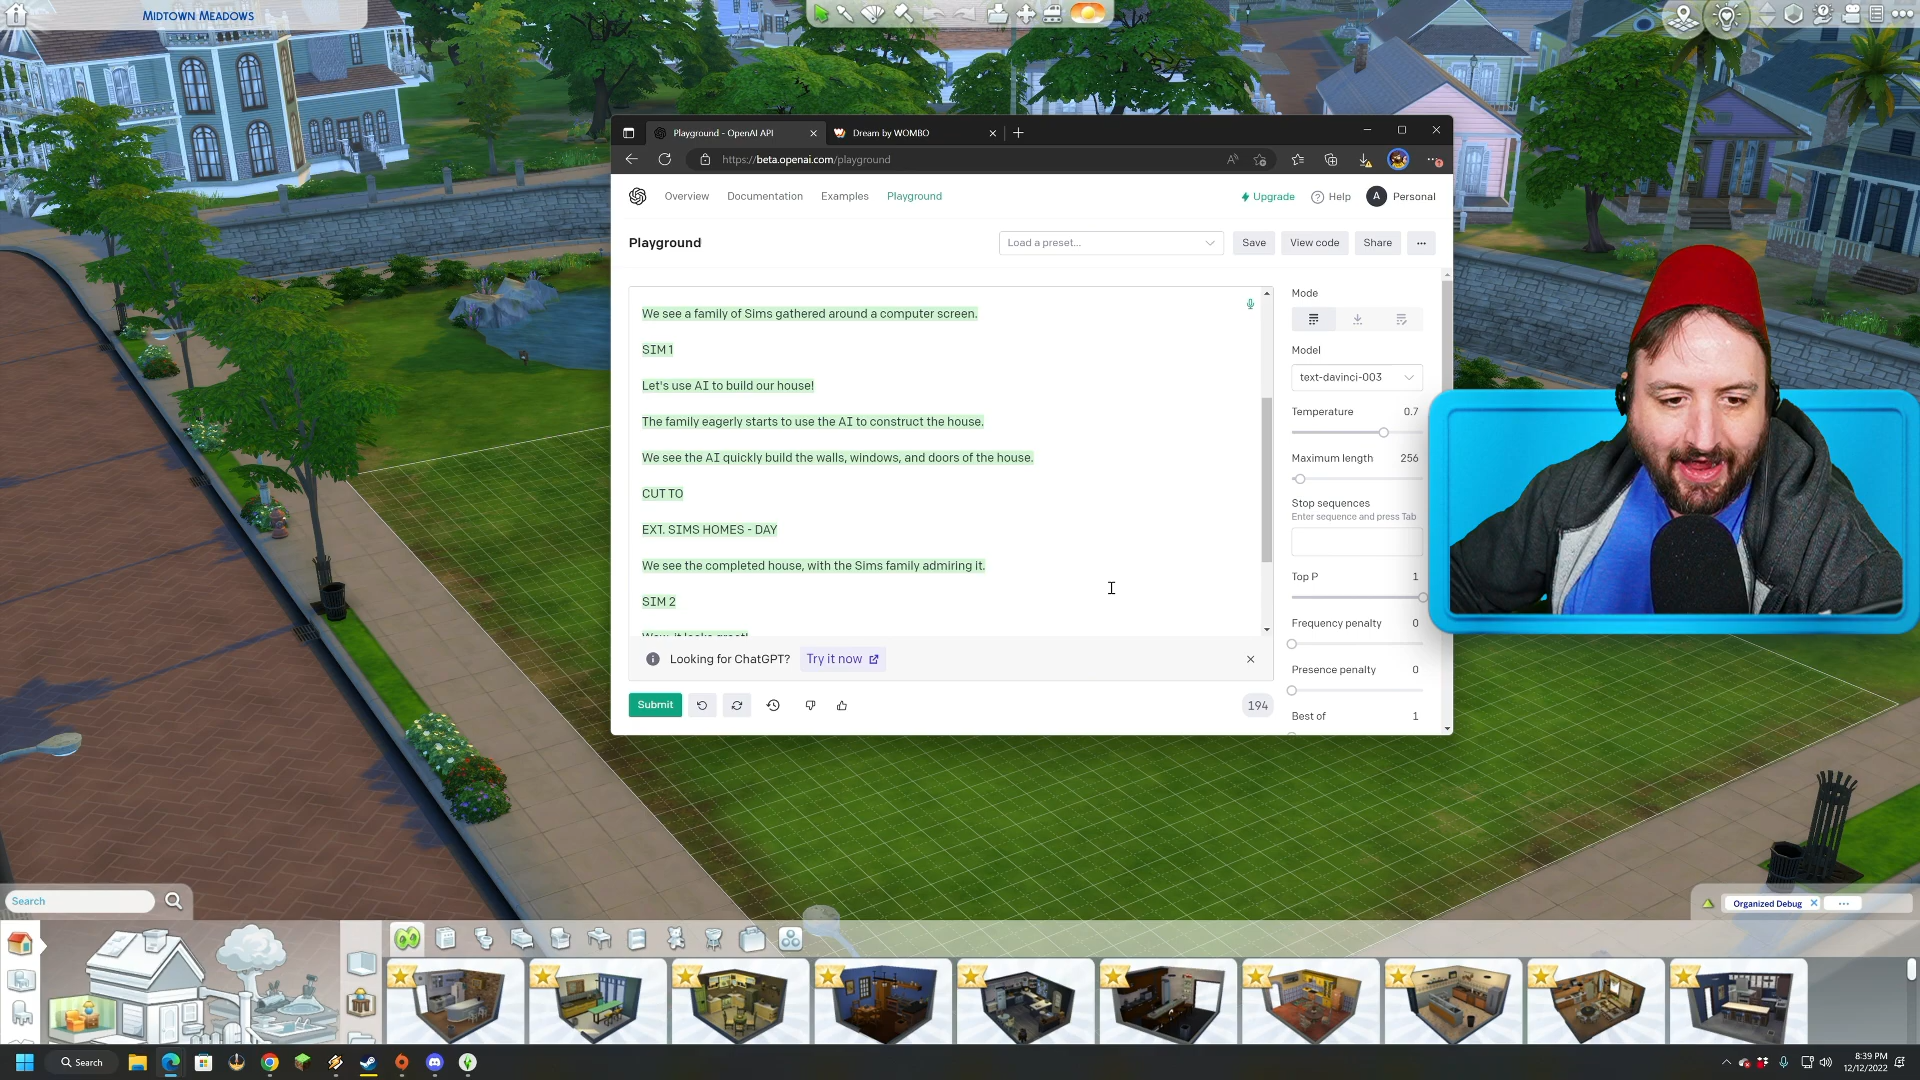 MIDTOWN MEADOWS
Playground - OpenAI API
Dream by WOMBO
https://beta.openai.com/playground
Overview
Documentation
Examples
Playground
Upgrade
Help
A
Personal
Playground
Load a preset...
Save
View code
Share
We see a family of Sims gathered around a computer screen.
SIM 1
Let's use AI to build our house!
The family eagerly starts to use the AI to construct the house.
We see the AI quickly build the walls, windows, and doors of the house.
CUT TO
EXT. SIMS HOMES - DAY
We see the completed house, with the Sims family admiring it.
SIM 2
Wow, it looks great!
Looking for ChatGPT?
Try it now
Submit
194
Mode
Model
text-davinci-003
Temperature 0.7
Maximum length 256
Stop sequences
Enter sequence and press Tab
Top P 1
Frequency penalty 0
Presence penalty 0
Best of 1
Search
Organized Debug
Search
8:39 PM
12/12/2022